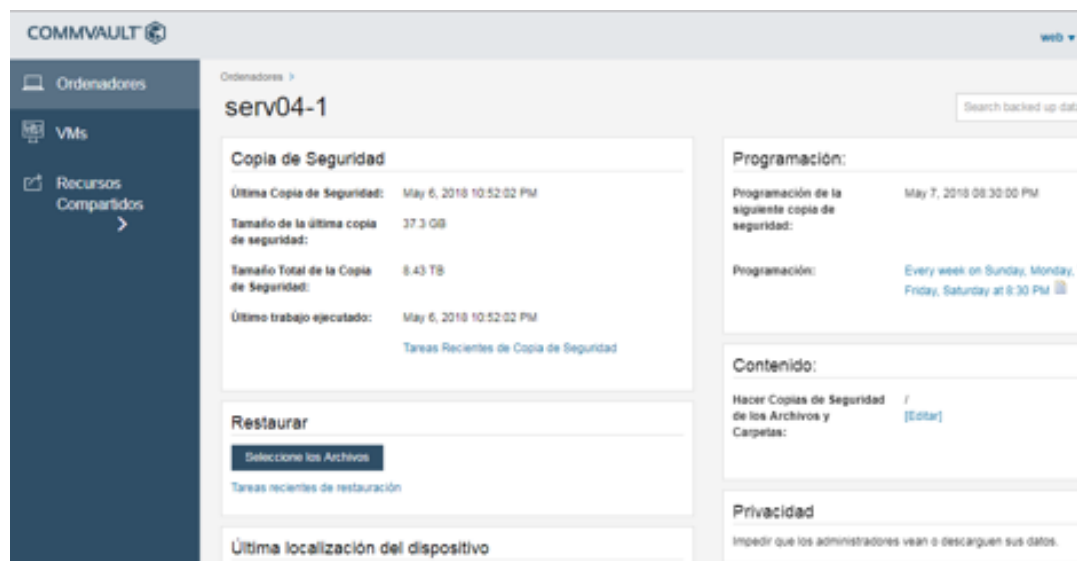 COMMVAULT
web
Ordenadores
VMs
Recursos
Compartidos
Ordenadores >
serv04-1
Search backed up data
Copia de Seguridad
Última Copia de Seguridad: May 6, 2018 10:52:02 PM
Tamaño de la última copia
de seguridad:
37.3 GB
Tamaño Total de la Copia
de Seguridad:
8.43 TB
Último trabajo ejecutado: May 6, 2018 10:52:02 PM
Tareas Recientes de Copia de Seguridad
Restaurar
Seleccione los Archivos
Tareas recientes de restauración
Última localización del dispositivo
Programación:
Programación de la
siguiente copia de
seguridad:
May 7, 2018 08:30:00 PM
Programación:
Every week on Sunday, Monday,
Friday, Saturday at 8:30 PM
Contenido:
Hacer Copias de Seguridad
de los Archivos y
Carpetas:
/
[Editar]
Privacidad
Impedir que los administradores vean o descarguen sus datos.